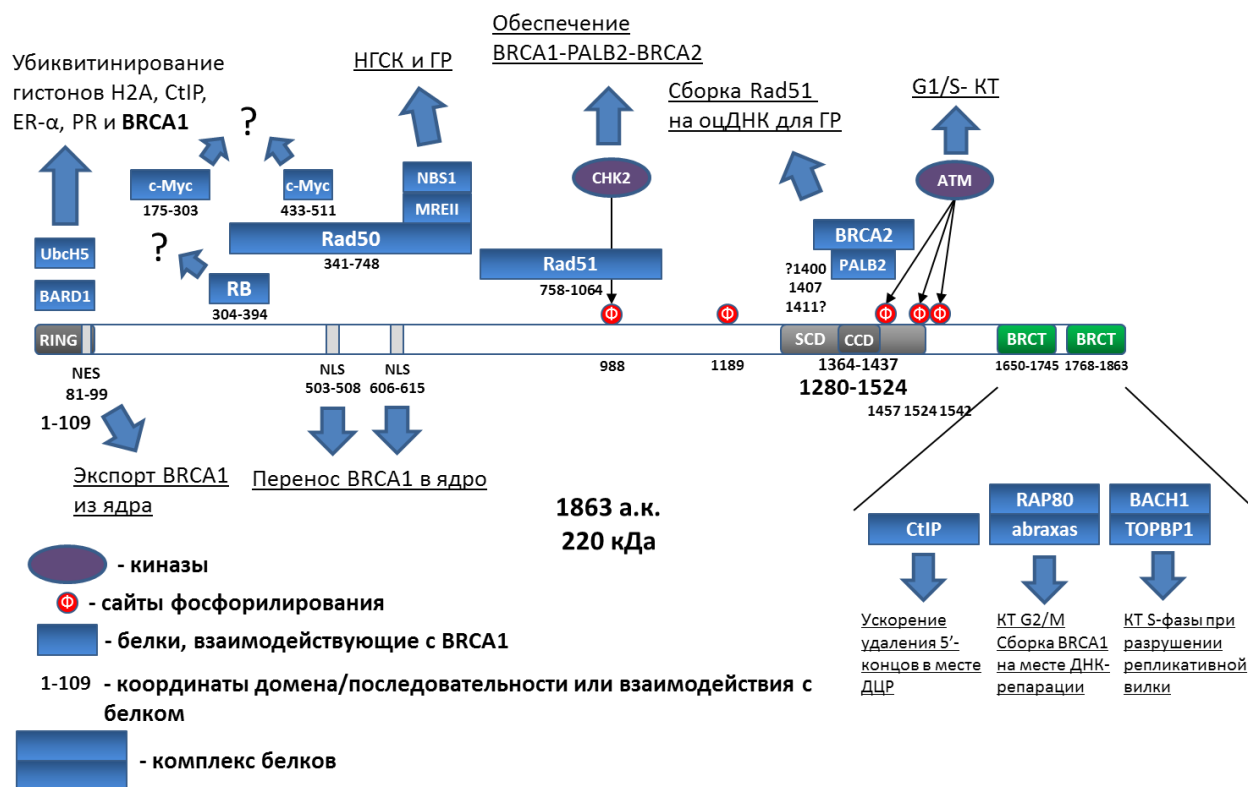 Обеспечение
BRCA1-PALB2-BRCA2
Убиквитинирование
гистонов H2A, CtIP,
ER-α, PR и BRCA1
НГСК и ГР
Сборка Rad51
на оцДНК для ГР
G1/S- КТ
?
c-Myc
175-303
c-Myc
433-511
NBS1
MREII
CHK2
ATM
UbcH5
BARD1
?
RB
304-394
Rad50
341-748
Rad51
758-1064
BRCA2
PALB2
?1400
1407
1411?
Ф
Ф
Ф
Ф
Ф
RING
SCD
CCD
BRCT
BRCT
NES
81-99
1-109
NLS
503-508
NLS
606-615
988
1189
1364-1437
1280-1524
1457 1524 1542
1650-1745
1768-1863
Экспорт BRCA1
из ядра
Перенос BRCA1 в ядро
1863 а.к.
220 кДа
CtIP
RAP80
abraxas
BACH1
TOPBP1
Ускорение
удаления 5′-
концов в месте
ДЦР
КТ G2/M
Сборка BRCA1
на месте ДНК-
репарации
КТ S-фазы при
разрушении
репликативной
вилки
- киназы
Ф - сайты фосфорилирования
- белки, взаимодействующие с BRCA1
1-109 - координаты домена/последовательности или взаимодействия с
белком
- комплекс белков